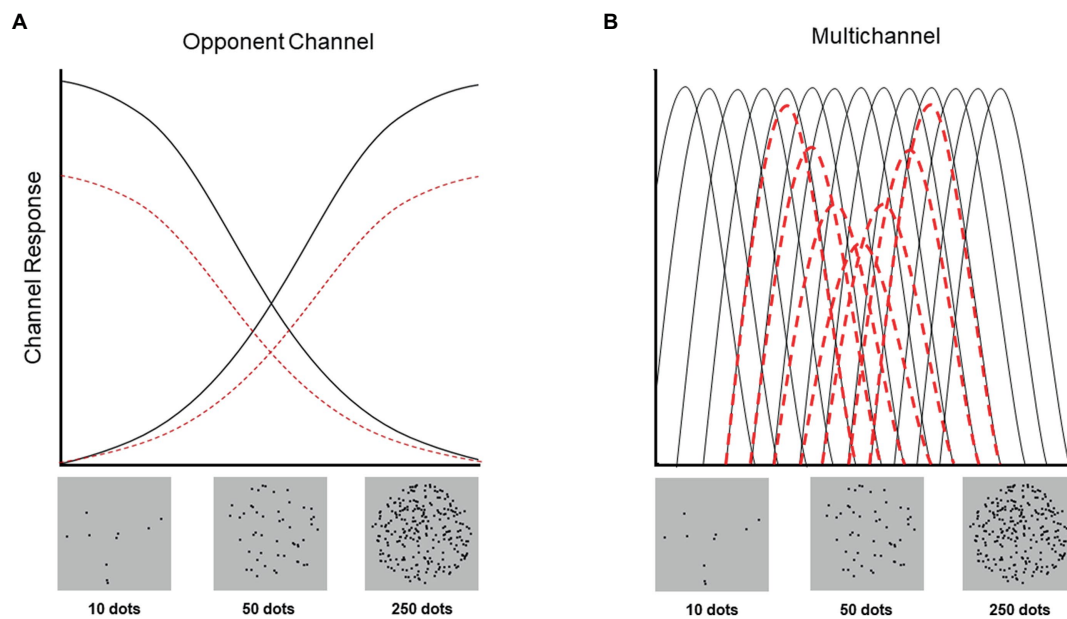 A
Opponent Channel
Channel Response
10 dots
50 dots
250 dots
B
Multichannel
10 dots
50 dots
250 dots